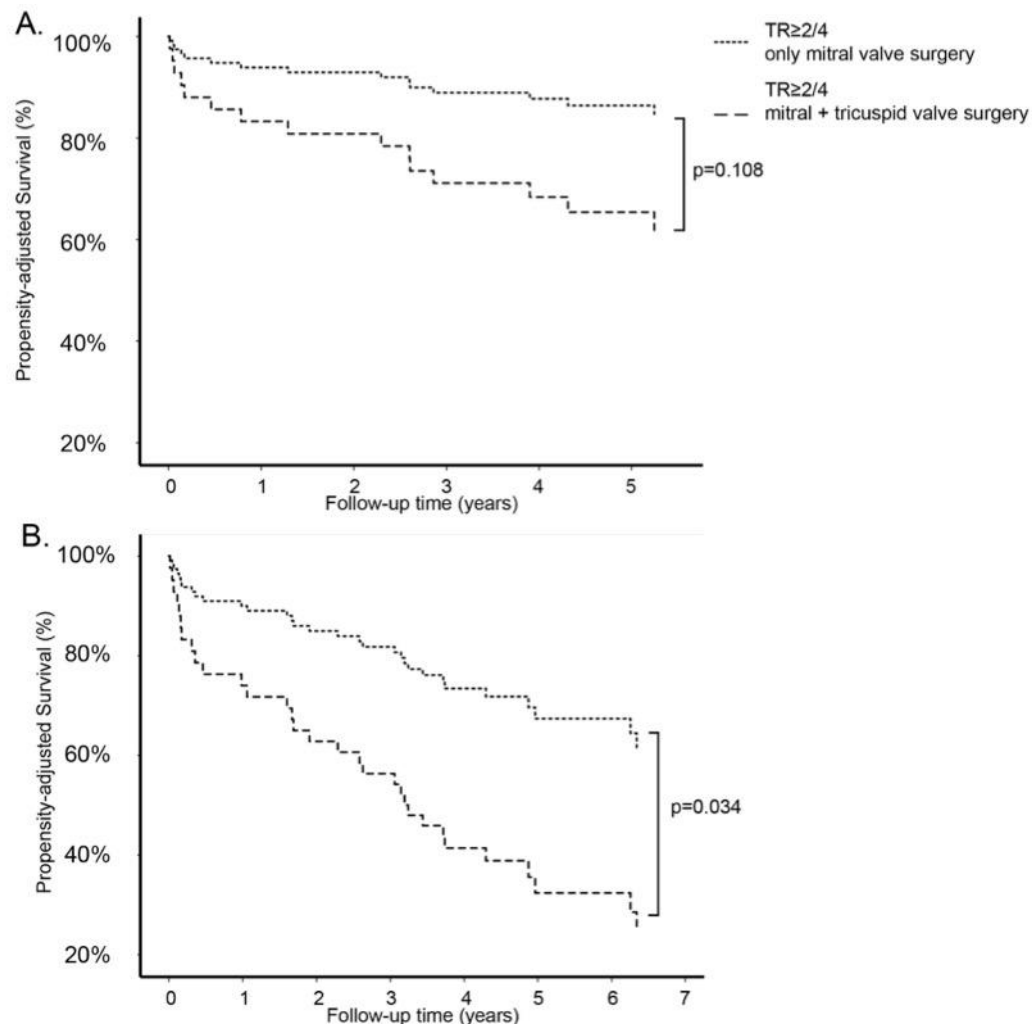 A.
TR≥2/4
only mitral valve surgery
TR≥2/4
mitral + tricuspid valve surgery
Propensity-adjusted Survival (%)
100%
80%
60%
40%
20%
p=0.108
0 1 2 3 4 5
Follow-up time (years)
B.
Propensity-adjusted Survival (%)
100%
80%
60%
40%
20%
p=0.034
0 1 2 3 4 5 6 7
Follow-up time (years)